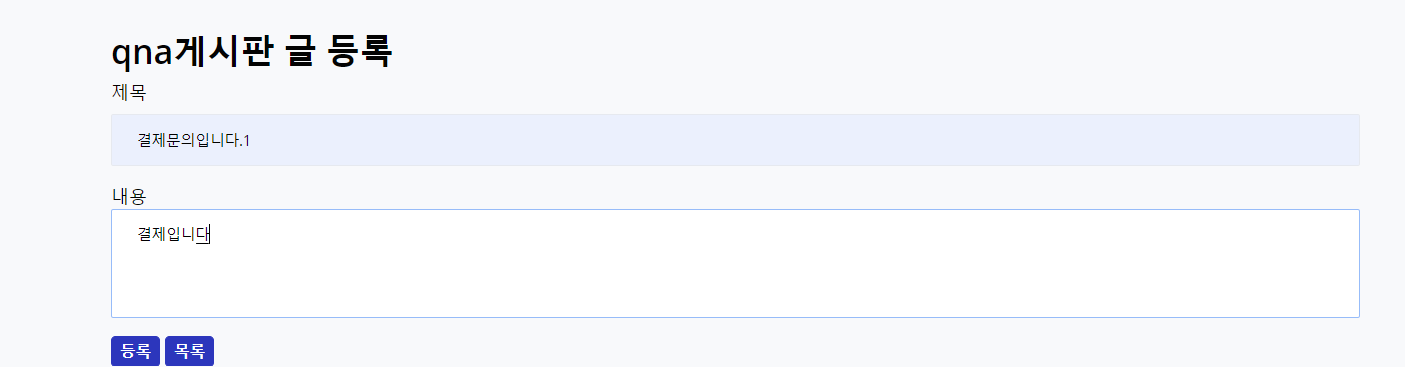 qna게시판 글 등록
제목
결제문의입니다.1
내용
결제입니다
등록 목록